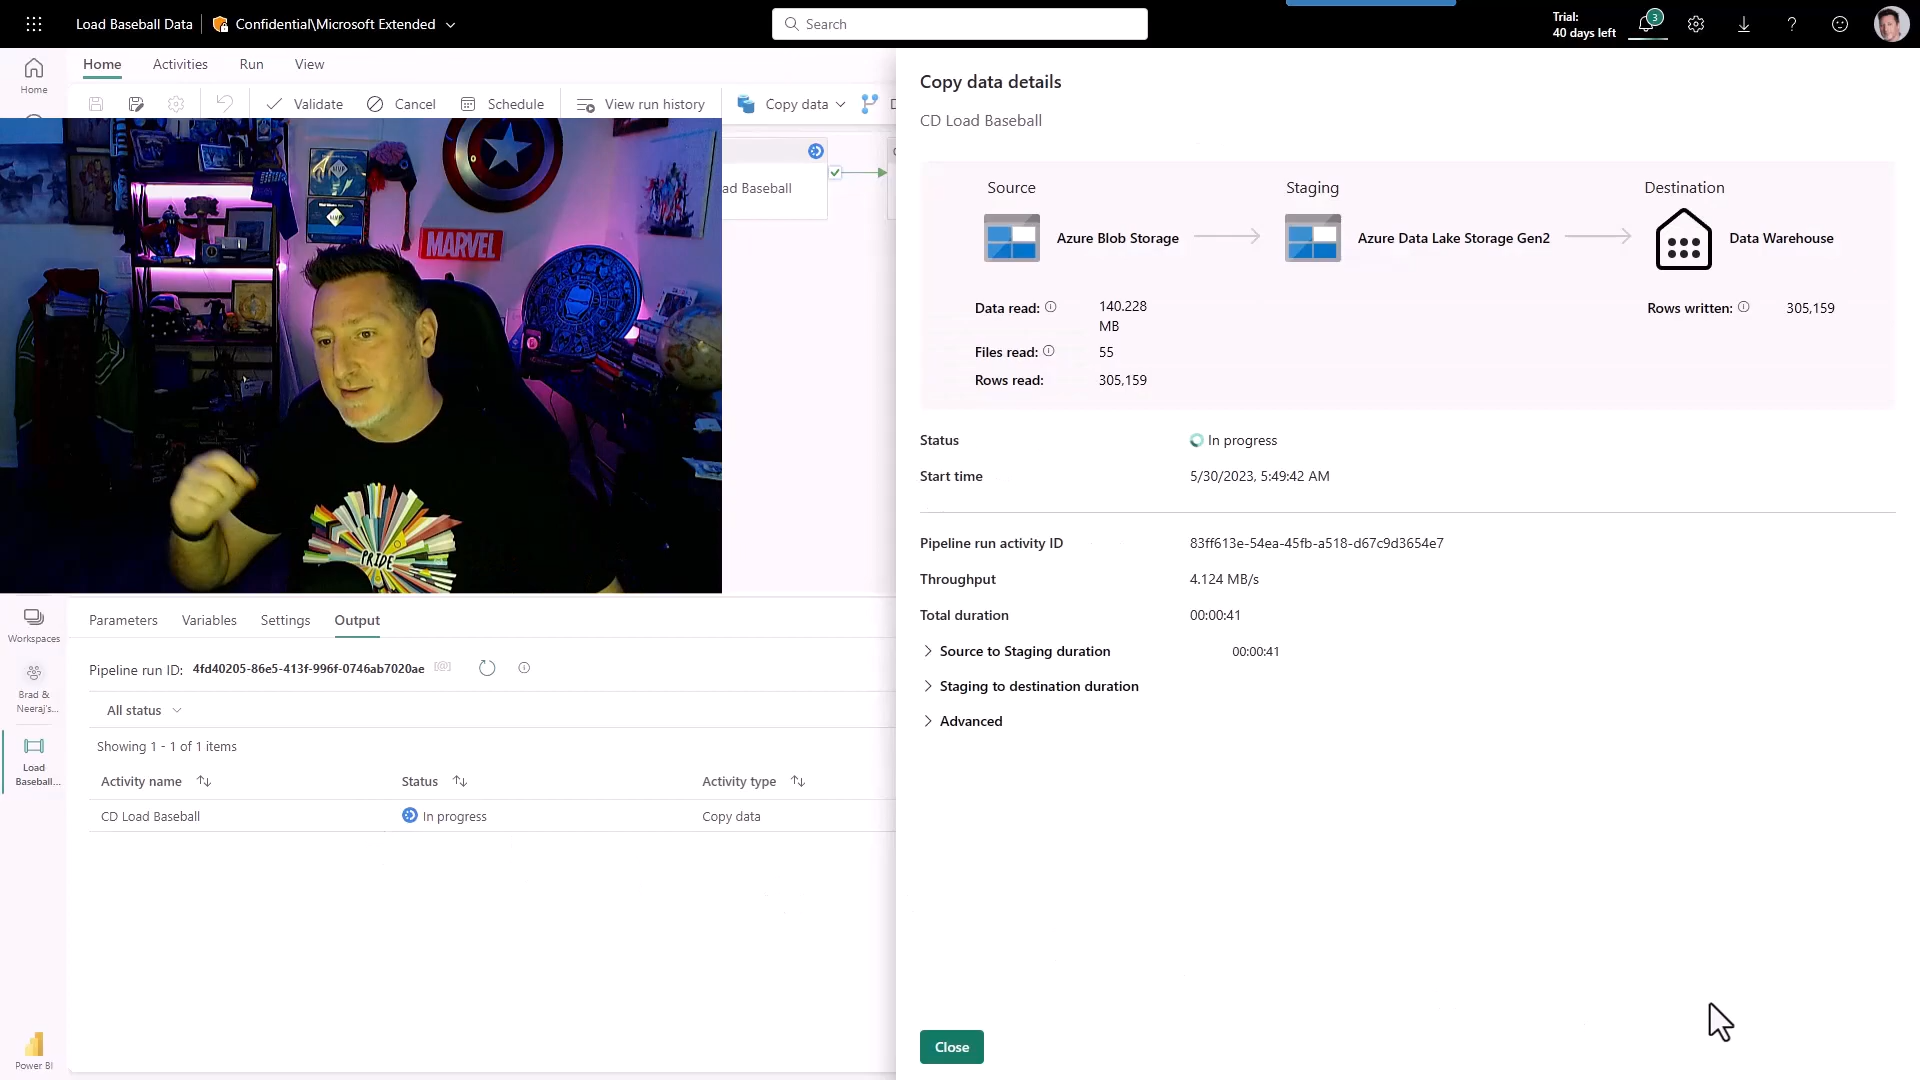 Load Baseball Data
Confidential\Microsoft Extended
Search
Trial:
40 days left
3
Home
Home
Activities
Run
View
Validate
Cancel
Schedule
View run history
Copy data
MARVEL
PRIDE
ad Baseball
Workspaces
Brad &
Neeraj's...
Load
Baseball...
Power BI
Parameters
Variables
Settings
Output
Pipeline run ID: 4fd40205-86e5-413f-996f-0746ab7020ae
All status
Showing 1 - 1 of 1 items
Activity name
Status
Activity type
CD Load Baseball
In progress
Copy data
Copy data details
CD Load Baseball
Source
Staging
Destination
Azure Blob Storage
Azure Data Lake Storage Gen2
Data Warehouse
Data read: 140.228
MB
Files read: 55
Rows read: 305,159
Rows written: 305,159
Status In progress
Start time 5/30/2023, 5:49:42 AM
Pipeline run activity ID 83ff613e-54ea-45fb-a518-d67c9d3654e7
Throughput 4.124 MB/s
Total duration 00:00:41
Source to Staging duration 00:00:41
Staging to destination duration
Advanced
Close